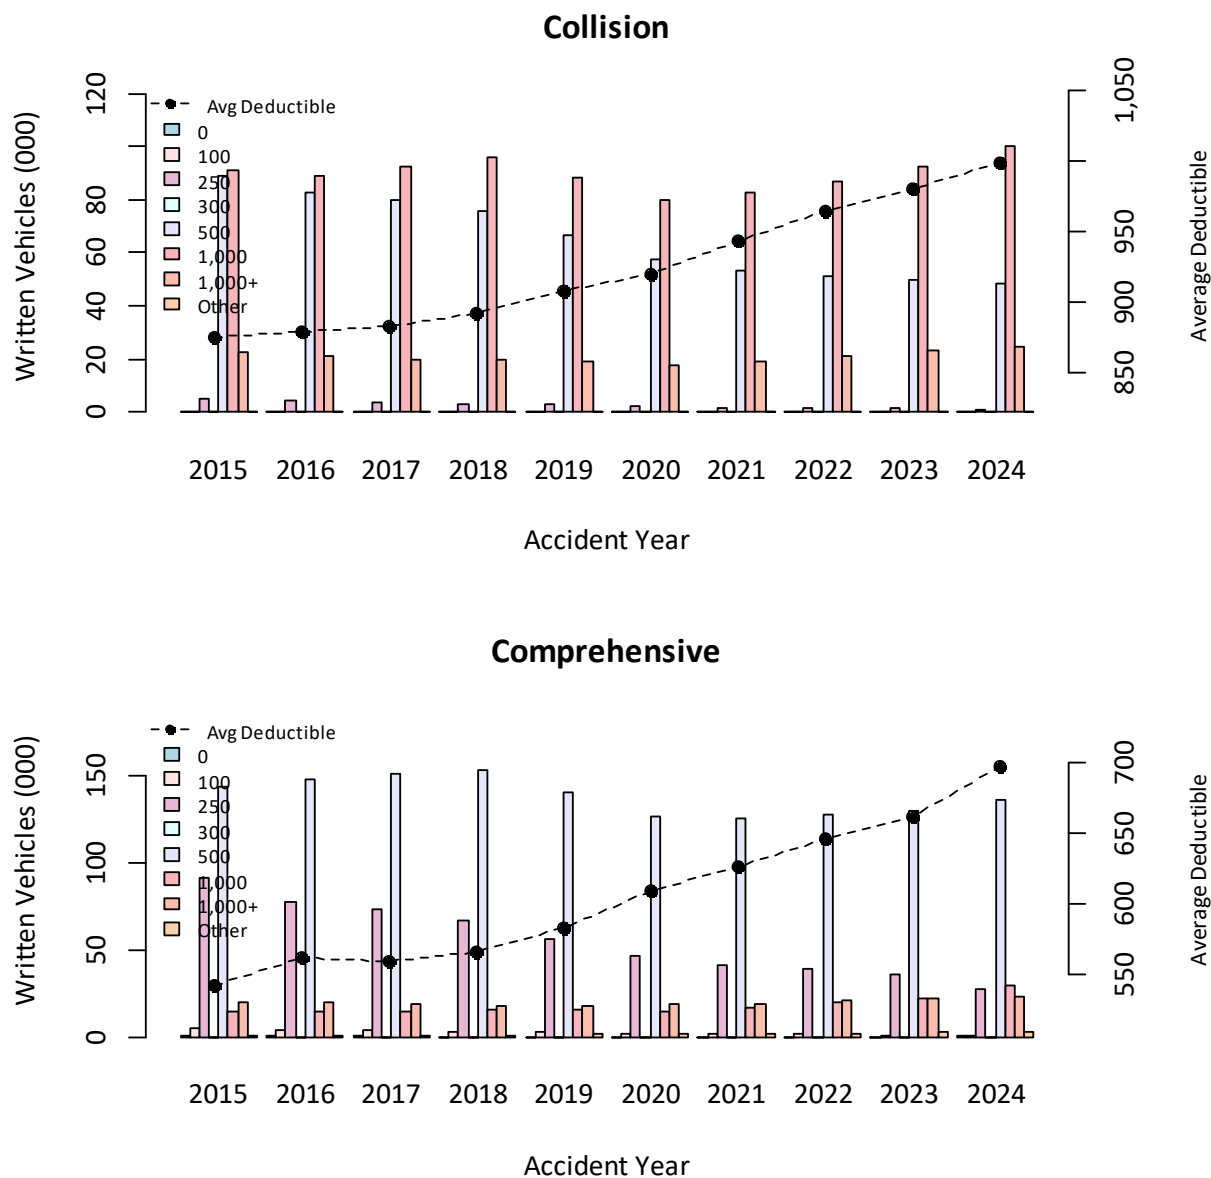 Collision
Written Vehicles (000)
120
80
60
40
20
0
Avg Deductible
0
100
250
300
500
1,000
1,000+
Other
1,050
950
900
850
Average Deductible
2015 2016 2017 2018 2019 2020 2021 2022 2023 2024
Accident Year
Comprehensive
Written Vehicles (000)
150
100
50
0
Avg Deductible
0
100
250
300
500
1,000
1,000+
Other
700
650
600
550
Average Deductible
2015 2016 2017 2018 2019 2020 2021 2022 2023 2024
Accident Year